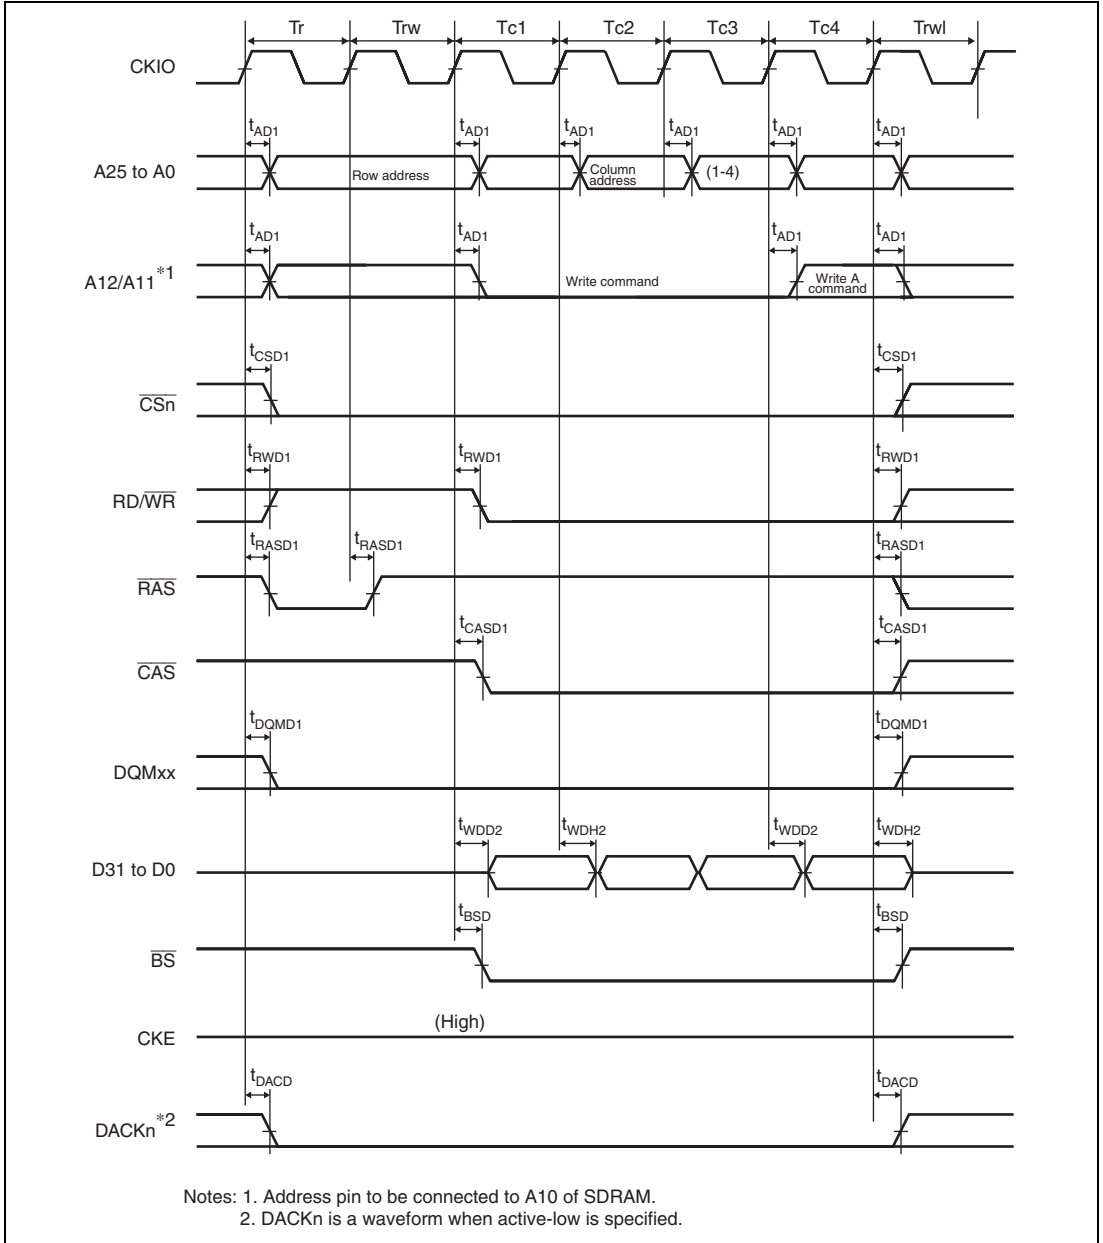 Tr Trw Tc1 Tc2 Tc3 Tc4 Trwl
CKIO
tAD1 tAD1 tAD1 tAD1 tAD1 tAD1
A25 to A0 Row address Column address (1-4)
tAD1 tAD1 tAD1 tAD1
A12/A11*1 Write command Write A command
tCSD1 tCSD1
CSn
tRWD1 tRWD1 tRWD1
RD/WR
tRASD1 tRASD1 tRASD1
RAS
tCASD1 tCASD1
CAS
tDQMD1 tDQMD1
DQMxx
tWDD2 tWDH2 tWDD2 tWDH2
D31 to D0
tBSD tBSD
BS
(High)
CKE
tDACD tDACD
DACKn*2
Notes: 1. Address pin to be connected to A10 of SDRAM.
2. DACKn is a waveform when active-low is specified.